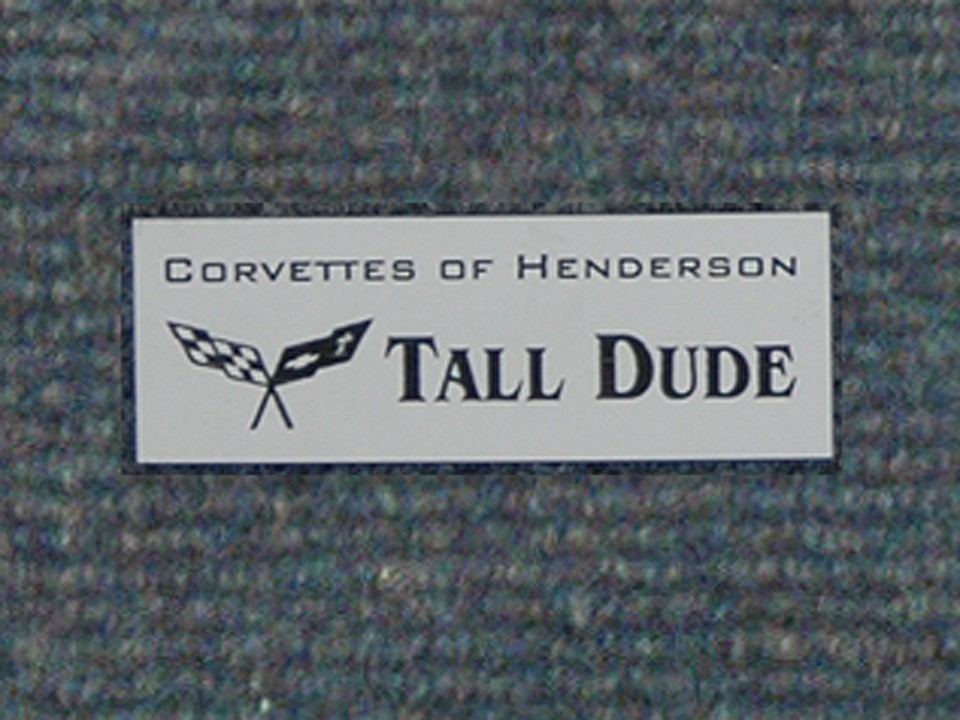 Corvettes of Henderson
Tall Dude